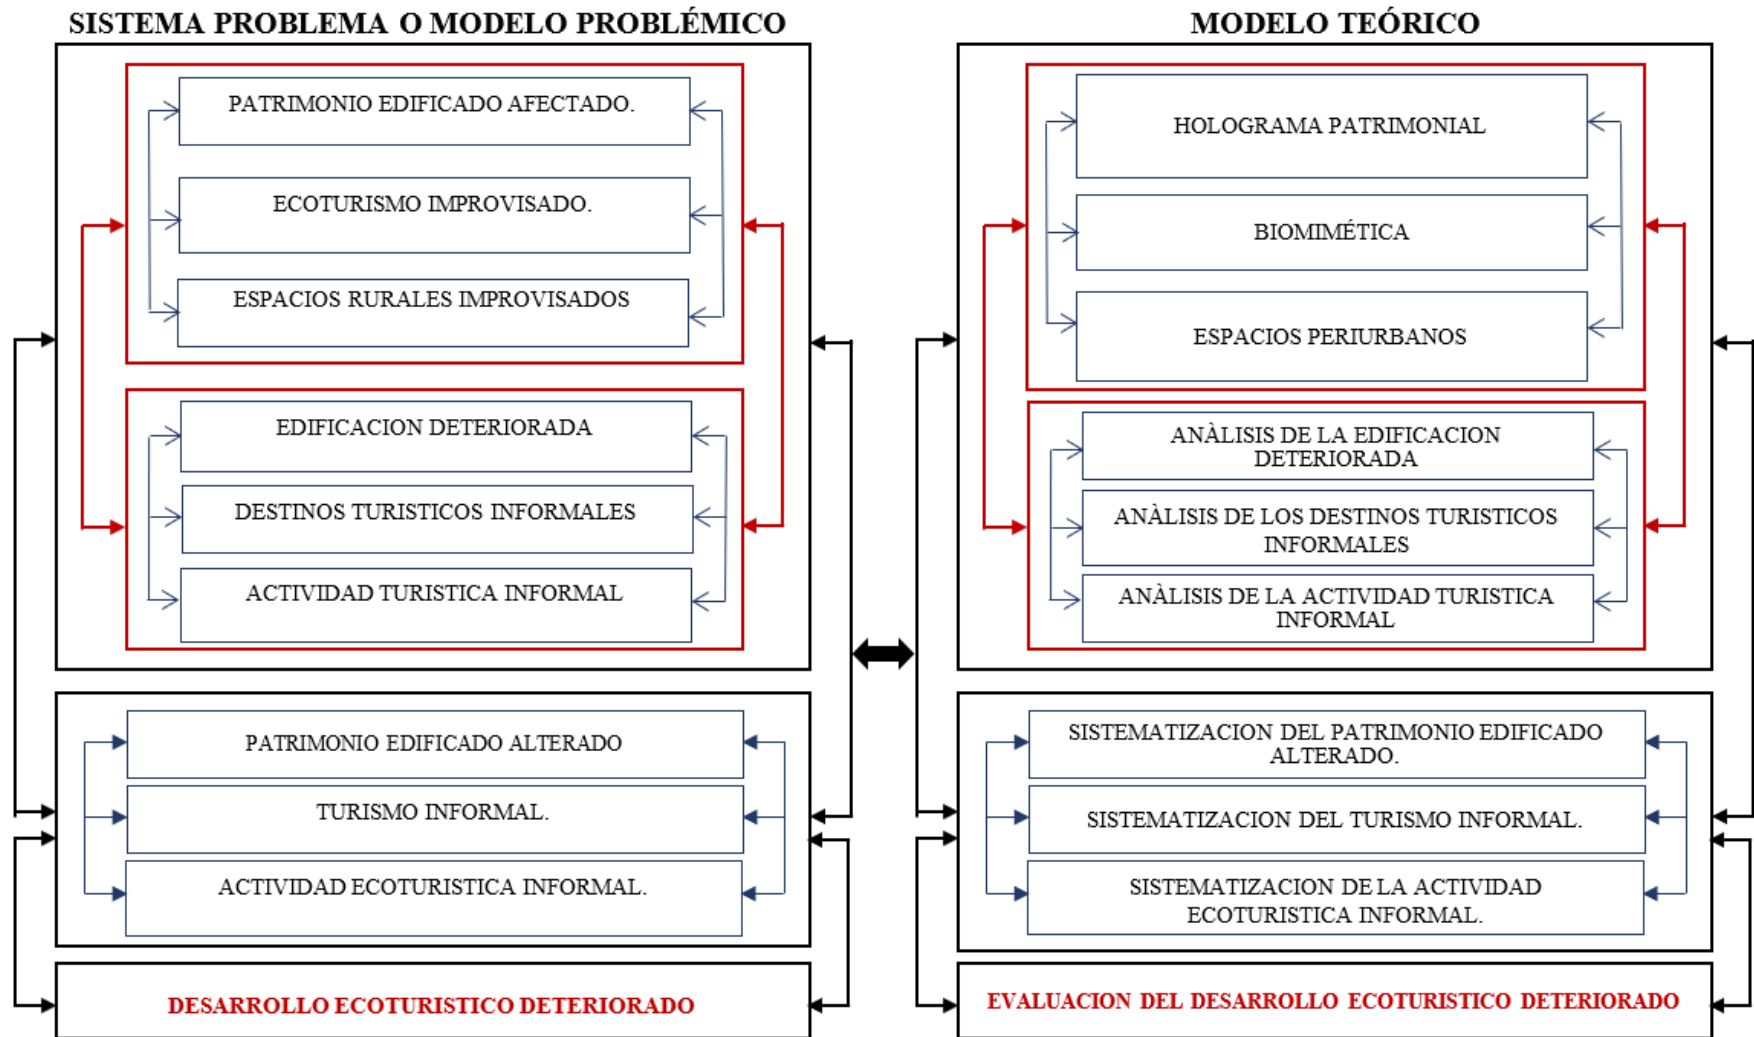 SISTEMA PROBLEMA O MODELO PROBLÉMICO
PATRIMONIO EDIFICADO AFECTADO.
ECOTURISMO IMPROVISADO.
ESPACIOS RURALES IMPROVISADOS
EDIFICACION DETERIORADA
DESTINOS TURISTICOS INFORMALES
ACTIVIDAD TURISTICA INFORMAL
PATRIMONIO EDIFICADO ALTERADO
TURISMO INFORMAL.
ACTIVIDAD ECOTURISTICA INFORMAL.
DESARROLLO ECOTURISTICO DETERIORADO
MODELO TEÓRICO
HOLOGRAMA PATRIMONIAL
BIOMIMÉTICA
ESPACIOS PERIURBANOS
ANÀLISIS DE LA EDIFICACION
DETERIORADA
ANÀLISIS DE LOS DESTINOS TURISTICOS
INFORMALES
ANÀLISIS DE LA ACTIVIDAD TURISTICA
INFORMAL
SISTEMATIZACION DEL PATRIMONIO EDIFICADO
ALTERADO.
SISTEMATIZACION DEL TURISMO INFORMAL.
SISTEMATIZACION DE LA ACTIVIDAD
ECOTURISTICA INFORMAL.
EVALUACION DEL DESARROLLO ECOTURISTICO DETERIORADO